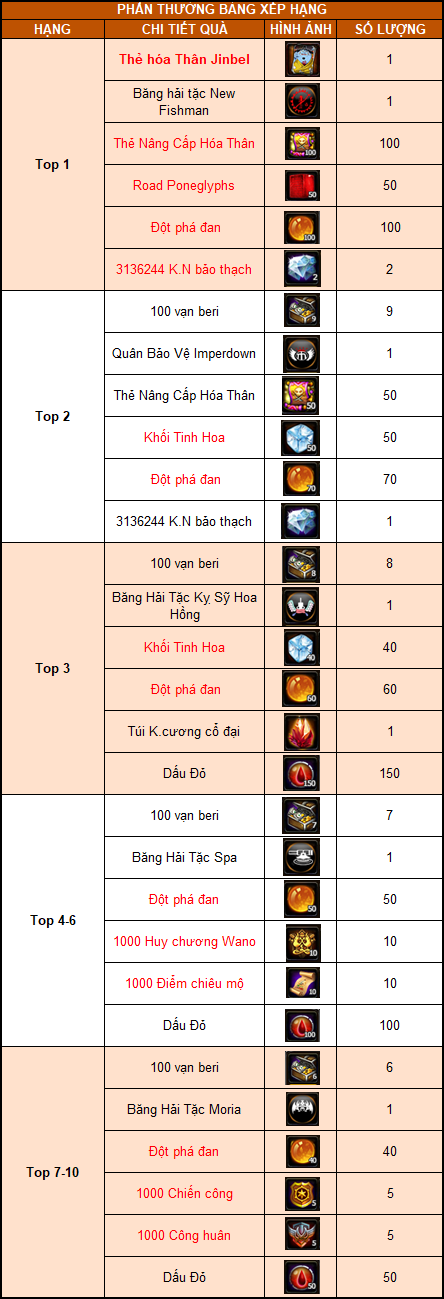 PHẦN THƯỞNG BẢNG XẾP HẠNG
HẠNG CHI TIẾT QUÀ HÌNH ẢNH SỐ LƯỢNG
Top 1
Thẻ hóa Thân Jinbel 1
Băng hải tặc New
Fishman 1
Thẻ Nâng Cấp Hóa Thân 100 100
Road Poneglyphs 50 50
Đột phá đan 100 100
3136244 K.N bảo thạch 2 2
Top 2
100 vạn beri 9 9
Quân Bảo Vệ Imperdown 1
Thẻ Nâng Cấp Hóa Thân 50 50
Khối Tinh Hoa 50 50
Đột phá đan 70 70
3136244 K.N bảo thạch 1
Top 3
100 vạn beri 8 8
Băng Hải Tặc Kỵ Sỹ Hoa
Hồng 1
Khối Tinh Hoa 40 40
Đột phá đan 60 60
Túi K.cương cổ đại 1
Dấu Đỏ 150 150
Top 4-6
100 vạn beri 7 7
Băng Hải Tặc Spa 1
Đột phá đan 50 50
1000 Huy chương Wano 10 10
1000 Điểm chiêu mộ 10 10
Dấu Đỏ 100 100
Top 7-10
100 vạn beri 6 6
Băng Hải Tặc Moria 1
Đột phá đan 40 40
1000 Chiến công 5 5
1000 Công huân 5 5
Dấu Đỏ 50 50